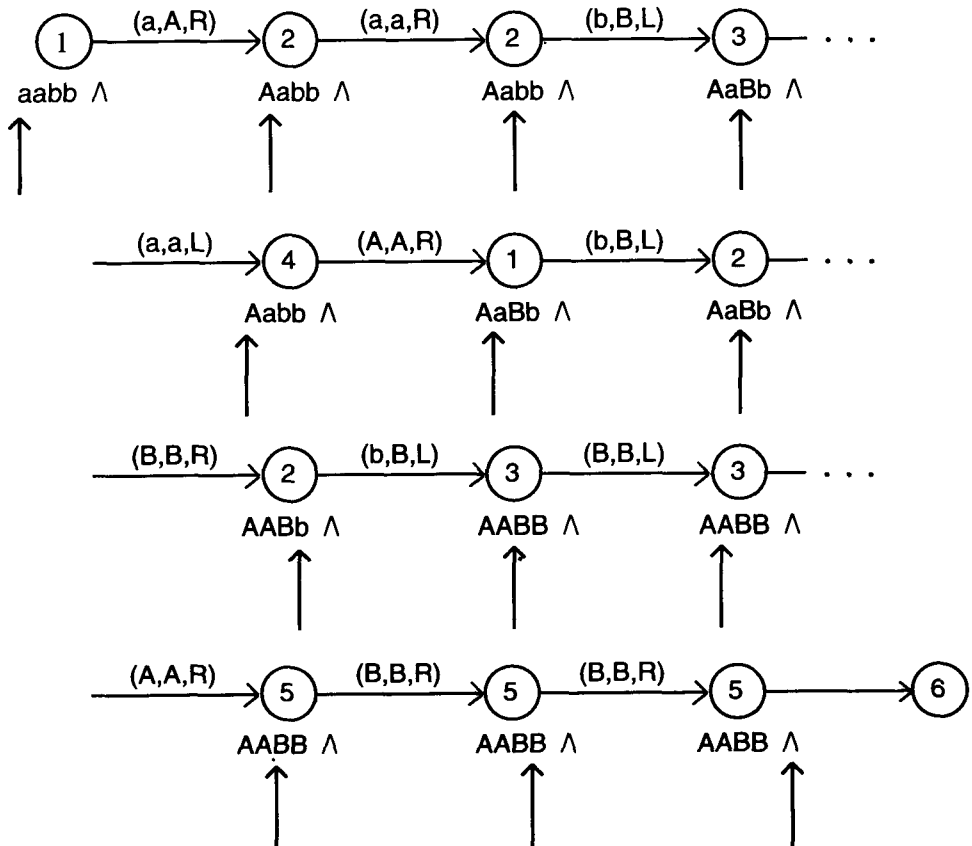 (a,A,R) (a,a,R) (b,B,L)
1 2 2 3 . . .
aabb Λ Aabb Λ Aabb Λ AaBb Λ
(a,a,L) (A,A,R) (b,B,L)
4 1 2 . . .
Aabb Λ AaBb Λ AaBb Λ
(B,B,R) (b,B,L) (B,B,L)
2 3 3 . . .
AABb Λ AABB Λ AABB Λ
(A,A,R) (B,B,R) (B,B,R)
5 5 5 6
AABB Λ AABB Λ AABB Λ